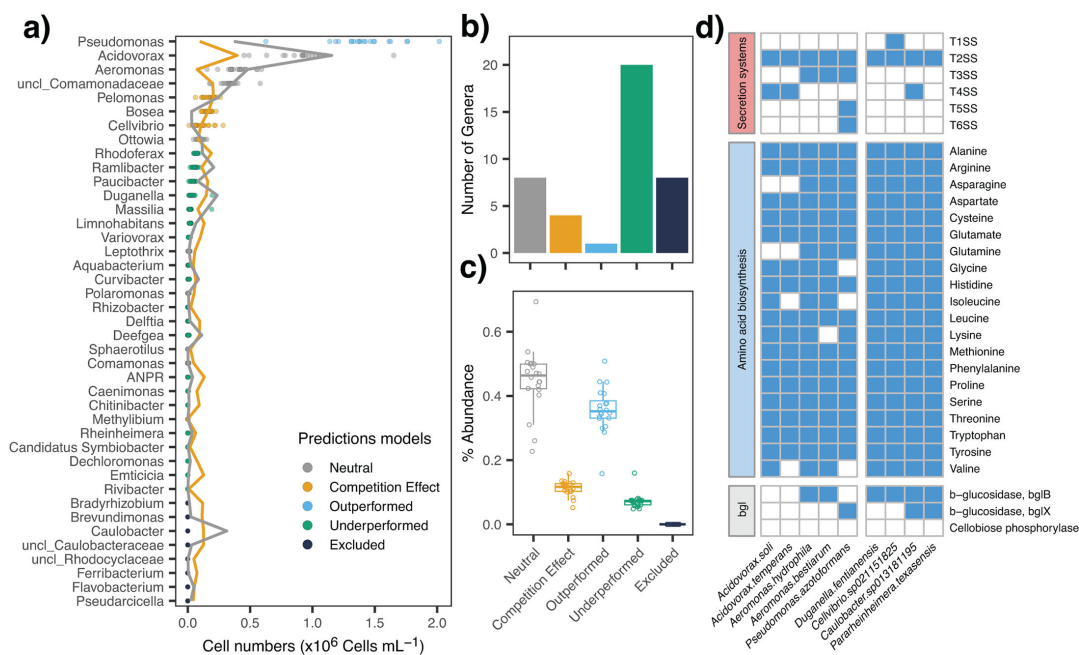 a)
Pseudomonas
Acidovorax
Aeromonas
uncl_Comamonadaceae
Pelomonas
Bosea
Cellvibrio
Ottowia
Rhodoferax
Ramlibacter
Paucibacter
Duganella
Massilia
Limnohabitans
Variovorax
Leptothrix
Aquabacterium
Curvibacter
Polaromonas
Rhizobacter
Delftia
Deefgea
Sphaerotilus
Comamonas
ANPR
Caenimonas
Chitinibacter
Methylibium
Rheinheimera
Candidatus Symbiobacter
Dechloromonas
Emticicia
Rivibacter
Bradyrhizobium
Brevundimonas
Caulobacter
uncl_Caulobacteraceae
uncl_Rhodocyclaceae
Ferribacterium
Flavobacterium
Pseudarcicella
0.0 0.5 1.0 1.5 2.0
Cell numbers (x10⁶ Cells mL⁻¹)
Predictions models
Neutral
Competition Effect
Outperformed
Underperformed
Excluded
b)
Number of Genera
20
15
10
5
0
c)
% Abundance
0.6
0.4
0.2
0.0
Neutral
Competition Effect
Outperformed
Underperformed
Excluded
d)
Secretion systems
T1SS
T2SS
T3SS
T4SS
T5SS
T6SS
Amino acid biosynthesis
Alanine
Arginine
Asparagine
Aspartate
Cysteine
Glutamate
Glutamine
Glycine
Histidine
Isoleucine
Leucine
Lysine
Methionine
Phenylalanine
Proline
Serine
Threonine
Tryptophan
Tyrosine
Valine
bgl
b−glucosidase, bglB
b−glucosidase, bglX
Cellobiose phosphorylase
Acidovorax.soli
Acidovorax.temperans
Aeromonas.hydrophila
Aeromonas.bestiarum
Pseudomonas.azotoformans
Duganella.fentianensis
Cellvibrio.sp021151825
Caulobacter.sp013181195
Pararheinheimera.texasensis